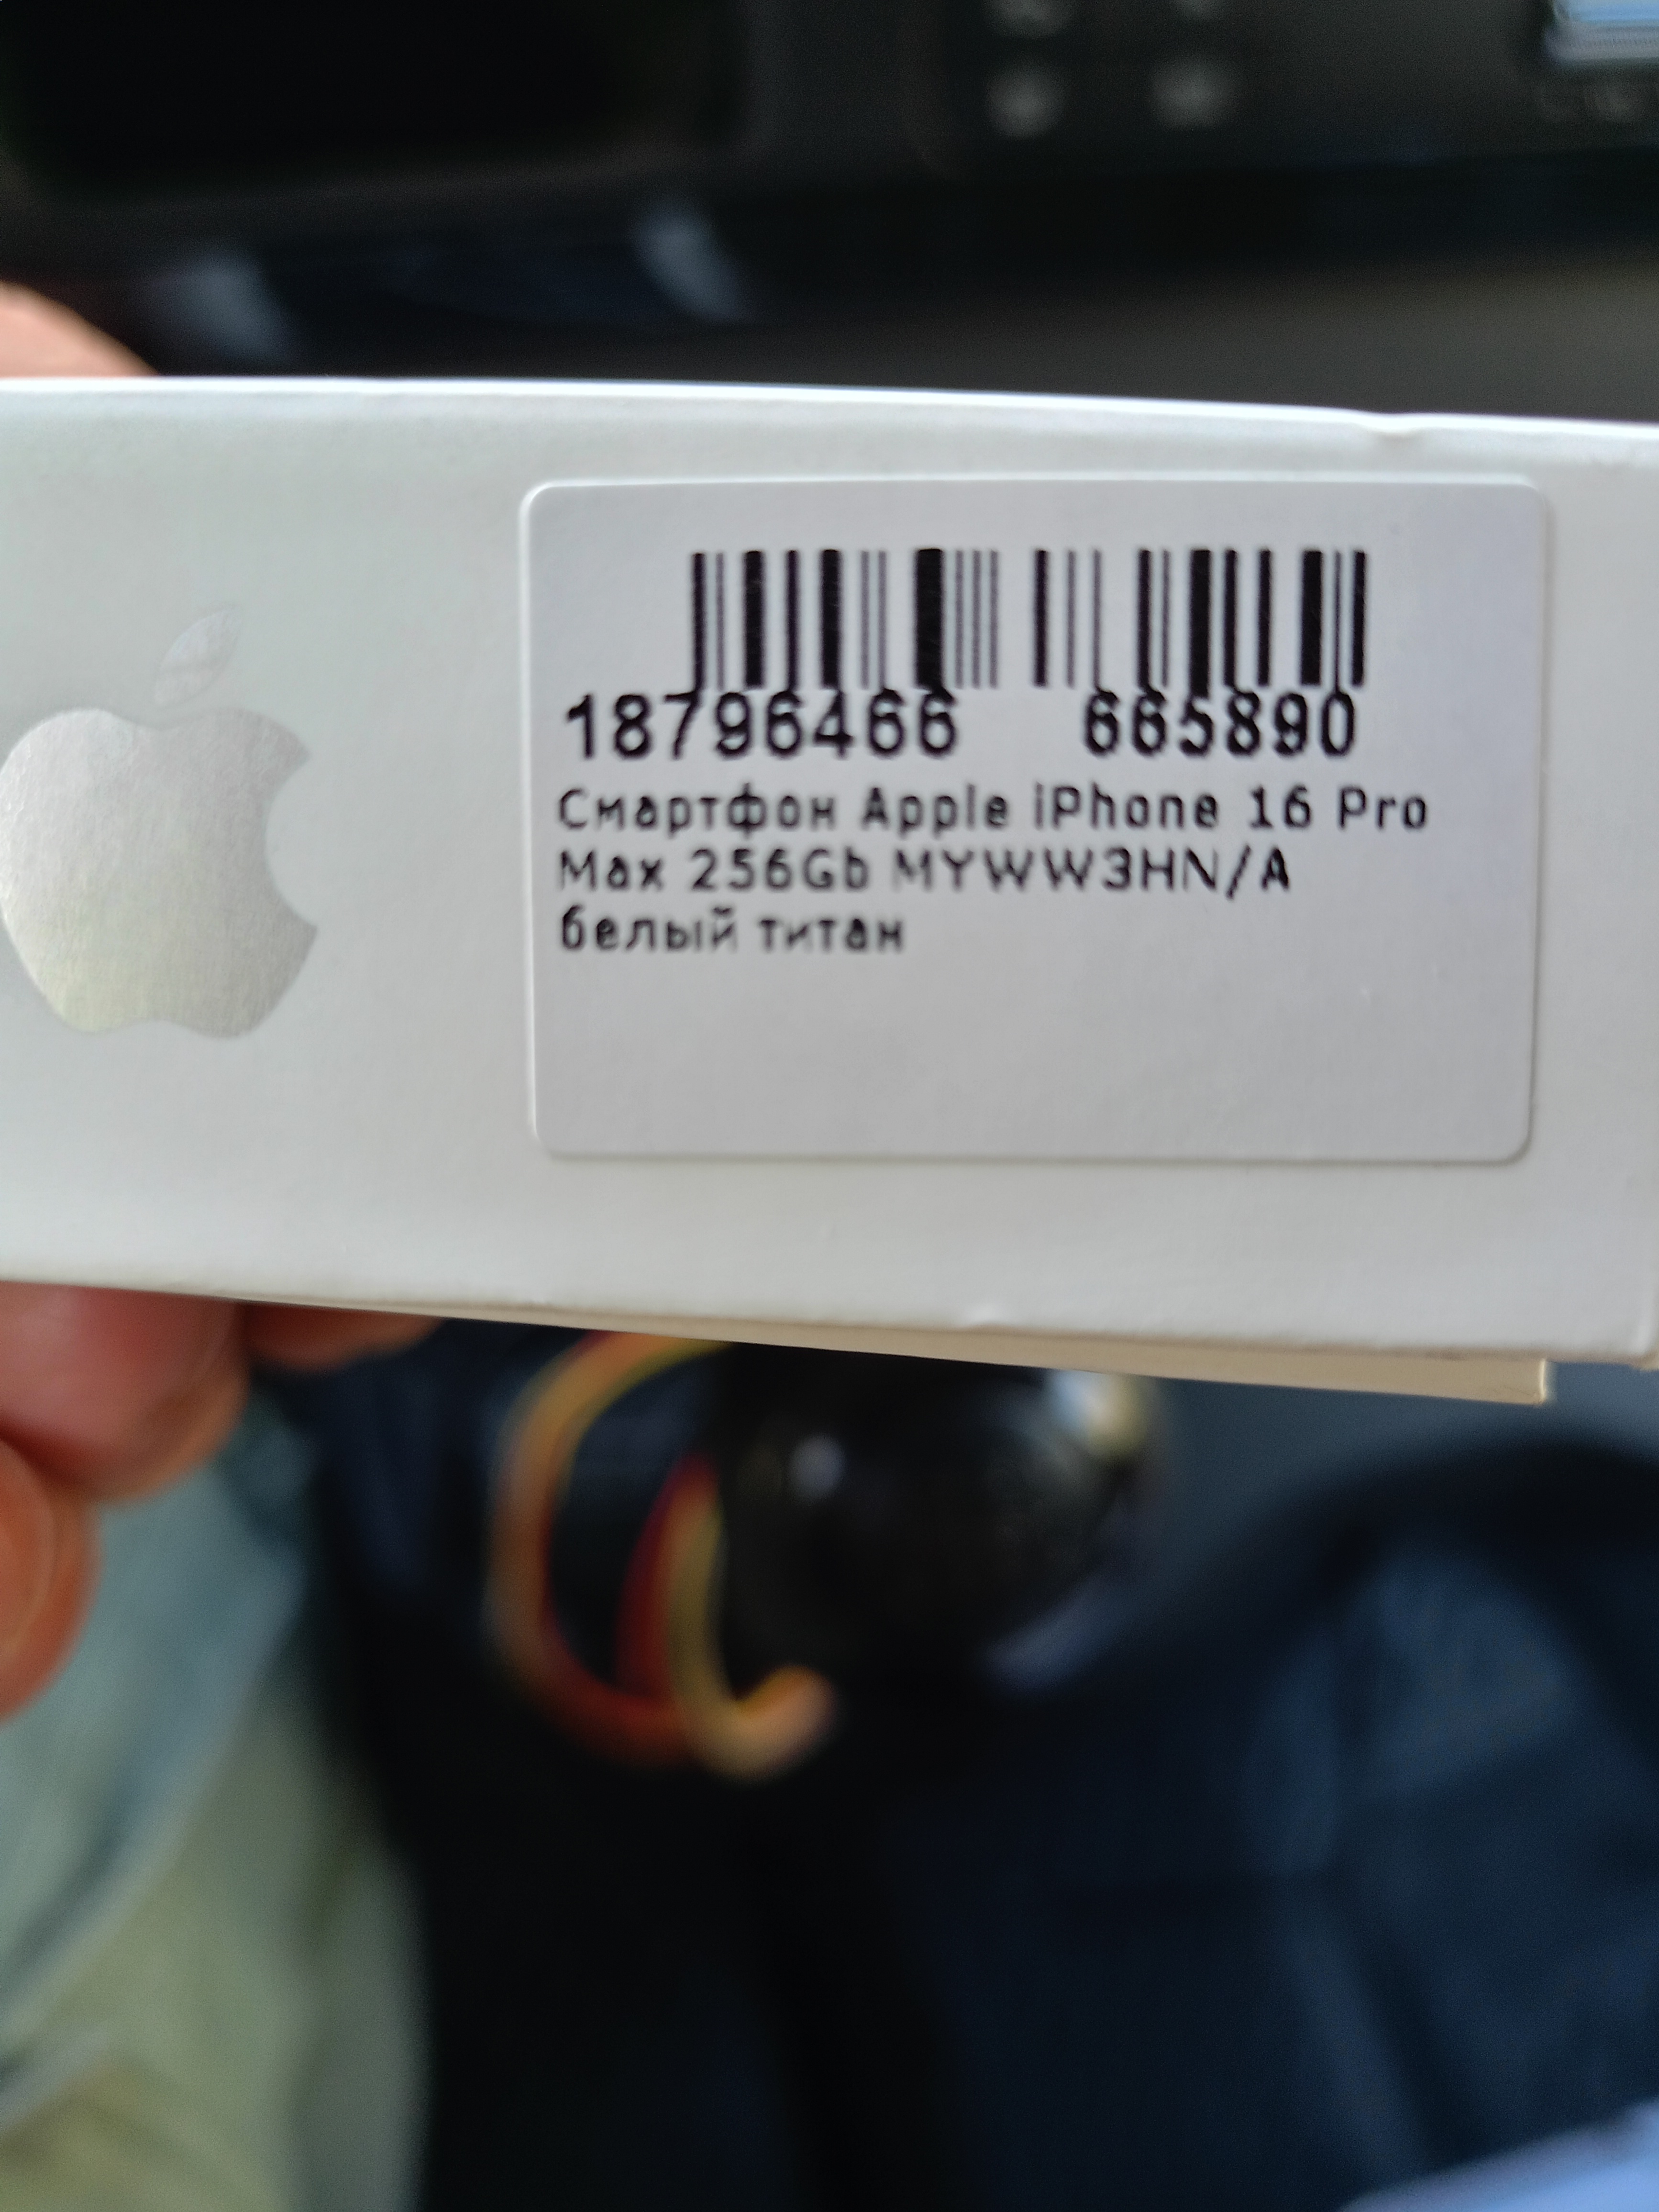 18796466 665890
Смартфон Apple iPhone 16 Pro
Max 256Gb MYWW3HN/A
белый титан